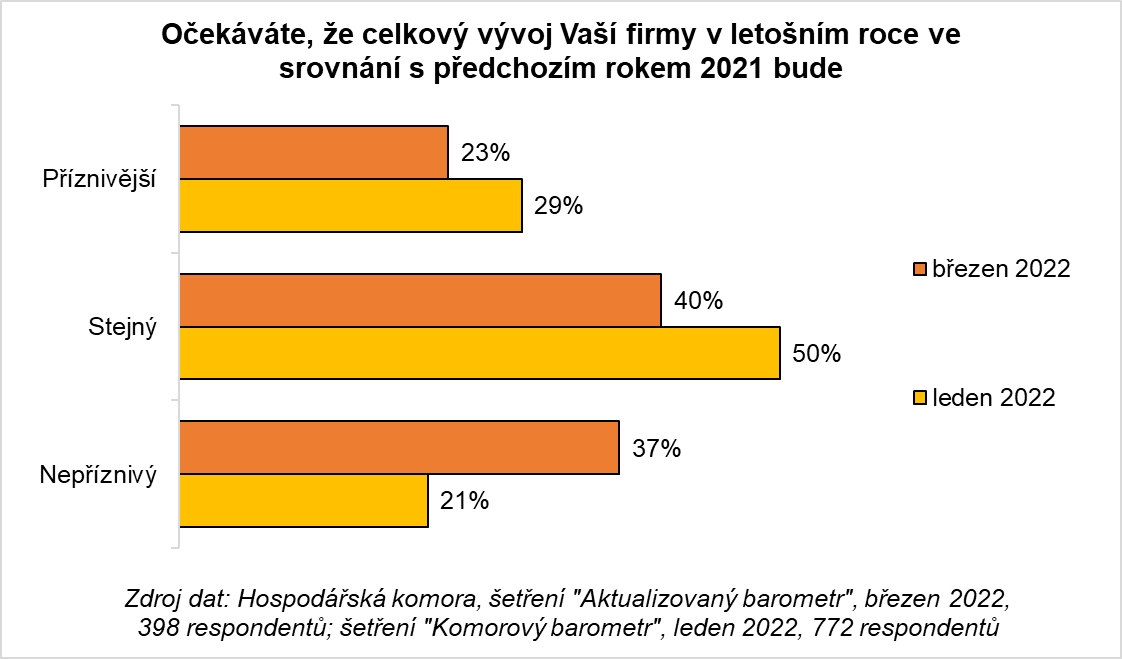 Očekáváte, že celkový vývoj Vaší firmy v letošním roce ve
srovnání s předchozím rokem 2021 bude
Příznivější
23%
29%
Stejný
40%
50%
Nepříznivý
37%
21%
březen 2022
leden 2022
Zdroj dat: Hospodářská komora, šetření "Aktualizovaný barometr", březen 2022,
398 respondentů; šetření "Komorový barometr", leden 2022, 772 respondentů